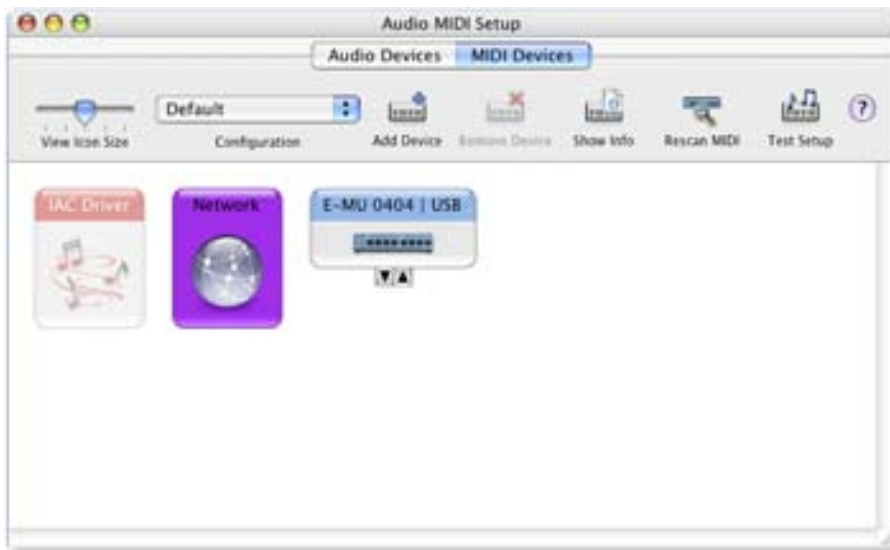 Audio MIDI Setup
Audio Devices MIDI Devices
Default
View Icon Size Configuration Add Device Remove Device Show Info Rescan MIDI Test Setup ?
IAC Driver Network E-MU 0404 | USB